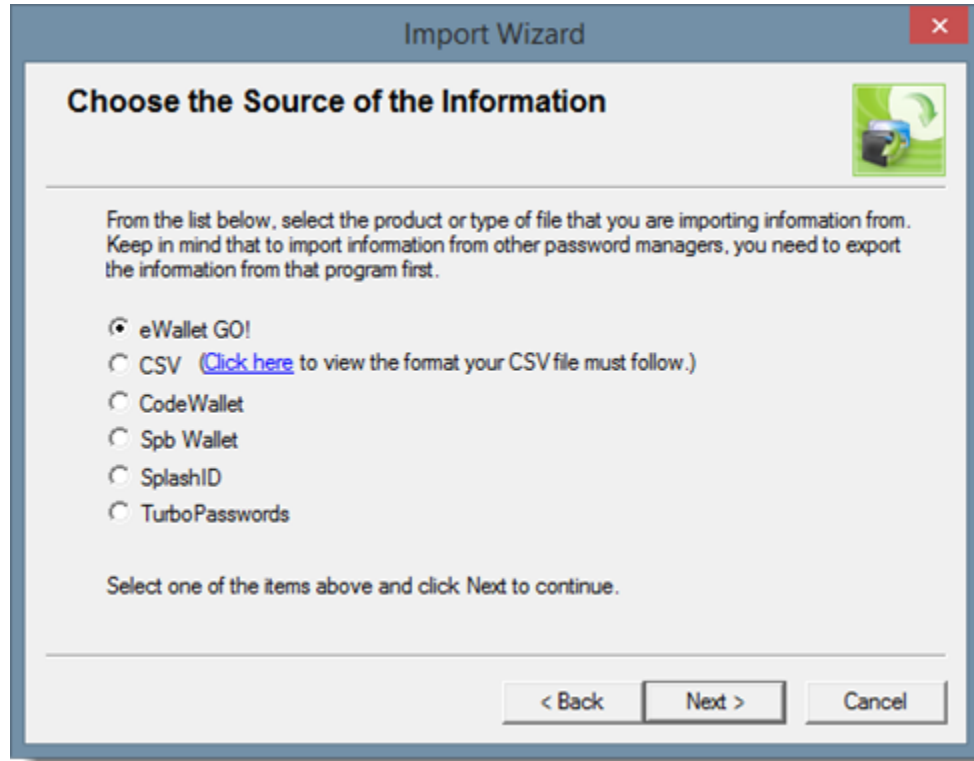 Import Wizard
Choose the Source of the Information
From the list below, select the product or type of file that you are importing information from.
Keep in mind that to import information from other password managers, you need to export
the information from that program first.
eWallet GO!
CSV (Click here to view the format your CSV file must follow.)
CodeWallet
Spb Wallet
SplashID
TurboPasswords
Select one of the items above and click Next to continue.
< Back Next > Cancel